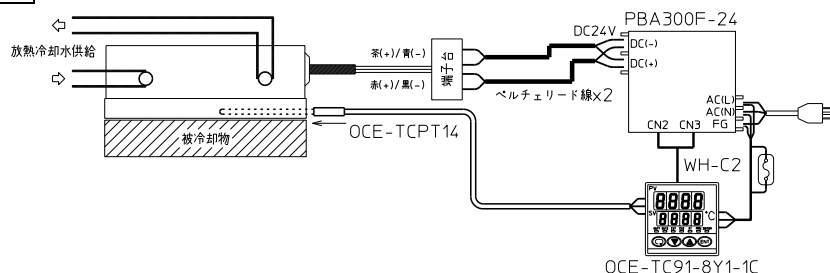 PBA300F-24
DC24V
DC(-)
DC(+)
放熱冷却水供給
茶(+)/青(-)
赤(+)/黒(-)
端子台
ペルチェリード線x2
AC(L)
AC(N)
FG
CN2 CN3
被冷却物
OCE-TCPT14
WH-C2
PV
8888
SV
8888
°C
ENT
OCE-TC91-8Y1-1C